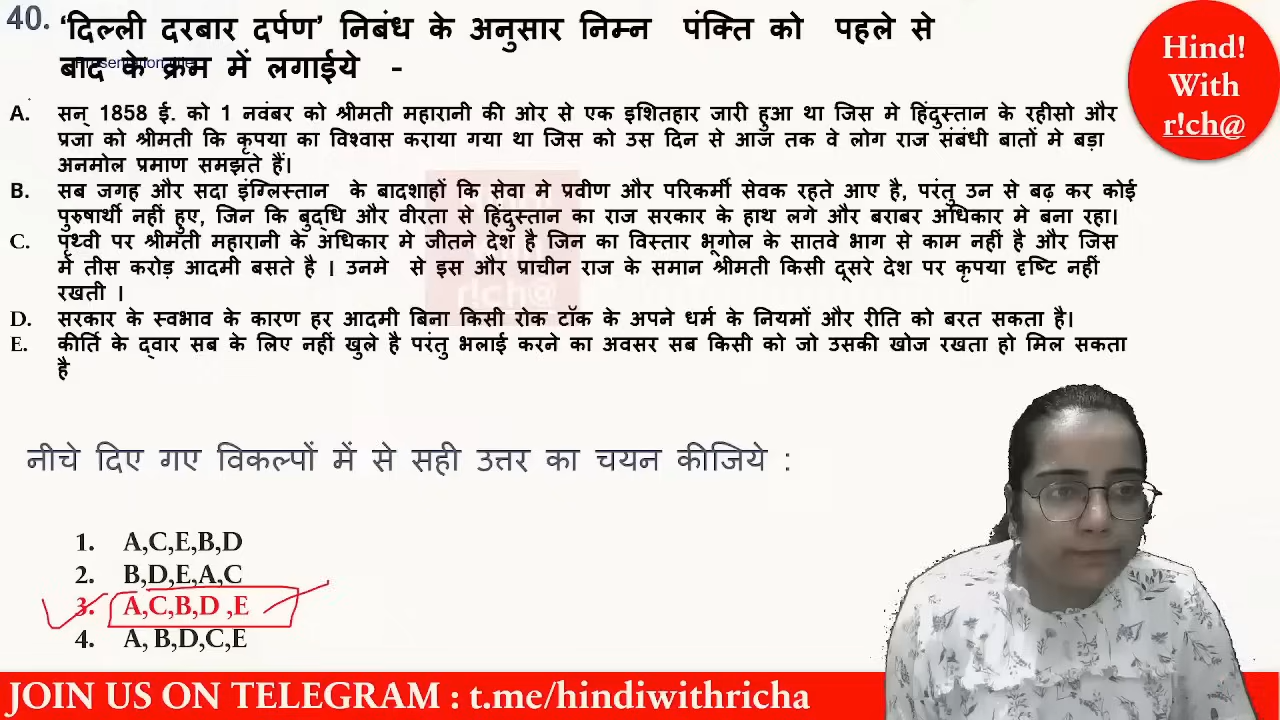 40. ‘दिल्ली दरबार दर्पण’ निबंध के अनुसार निम्न पंक्ति को पहले से
बाद के क्रम में लगाईये -
A. सन् 1858 ई. को 1 नवंबर को श्रीमती महारानी की ओर से एक इशितहार जारी हुआ था जिस मे हिंदुस्तान के रहीसो और
प्रजा को श्रीमती कि कृपया का विश्वास कराया गया था जिस को उस दिन से आज तक वे लोग राज संबंधी बातों मे बड़ा
अनमोल प्रमाण समझते हैं।
B. सब जगह और सदा इंग्लिस्तान के बादशाहों कि सेवा मे प्रवीण और परिकर्मी सेवक रहते आए है, परंतु उन से बढ़ कर कोई
पुरुषार्थी नहीं हुए, जिन कि बुद्धि और वीरता से हिंदुस्तान का राज सरकार के हाथ लगे और बराबर अधिकार मे बना रहा।
C. पृथ्वी पर श्रीमती महारानी के अधिकार मे जीतने देश है जिन का विस्तार भूगोल के सातवे भाग से काम नहीं है और जिस
में तीस करोड़ आदमी बसते है । उनमे से इस और प्राचीन राज के समान श्रीमती किसी दूसरे देश पर कृपया दृष्टि नहीं
रखती ।
D. सरकार के स्वभाव के कारण हर आदमी बिना किसी रोक टॉक के अपने धर्म के नियमों और रीति को बरत सकता है।
E. कीर्ति के द्वार सब के लिए नहीं खुले है परंतु भलाई करने का अवसर सब किसी को जो उसकी खोज रखता हो मिल सकता
है
नीचे दिए गए विकल्पों में से सही उत्तर का चयन कीजिये :
1. A,C,E,B,D
2. B,D,E,A,C
3. A,C,B,D ,E
4. A, B,D,C,E
Hind!
With
r!ch@
r!ch@
JOIN US ON TELEGRAM : t.me/hindiwithricha